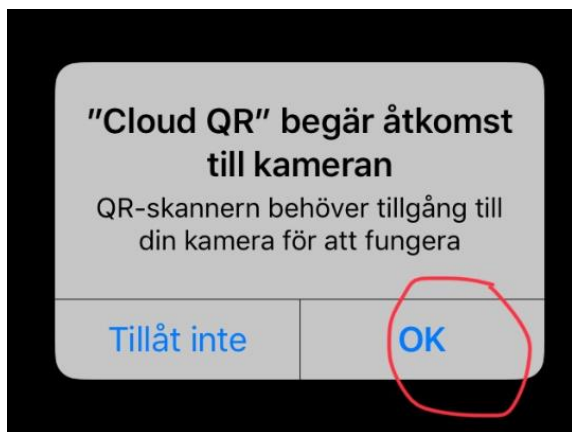 ”Cloud QR” begär åtkomst
till kameran
QR-skannern behöver tillgång till
din kamera för att fungera
Tillåt inte
OK